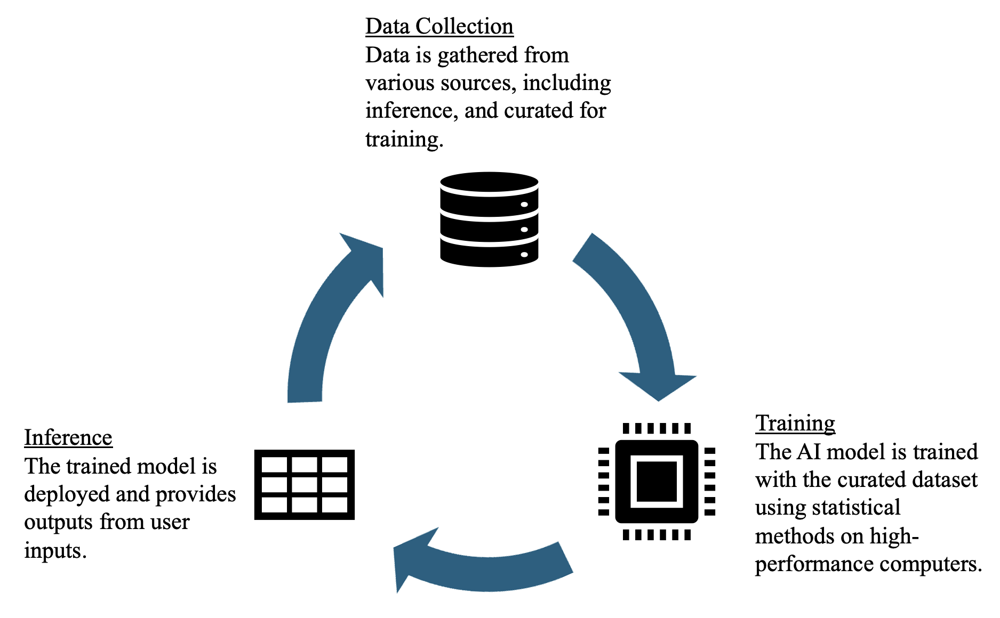 Data Collection
Data is gathered from
various sources, including
inference, and curated for
training.
Inference
The trained model is
deployed and provides
outputs from user
inputs.
Training
The AI model is trained
with the curated dataset
using statistical
methods on high-
performance computers.